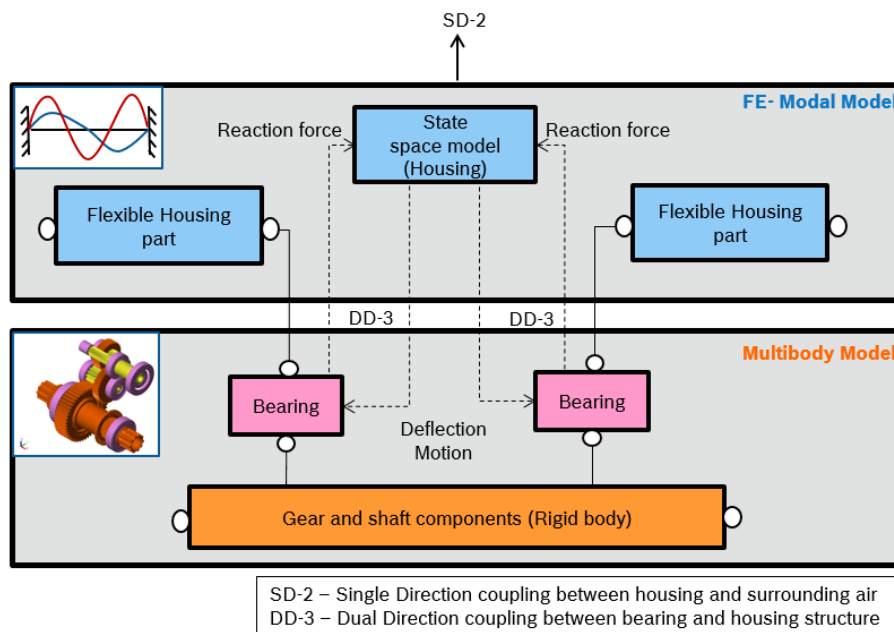 SD-2
FE- Modal Model
Reaction force
State
space model
(Housing)
Reaction force
Flexible Housing
part
Flexible Housing
part
DD-3
DD-3
Multibody Model
Bearing
Bearing
Deflection
Motion
Gear and shaft components (Rigid body)
SD-2 – Single Direction coupling between housing and surrounding air
DD-3 – Dual Direction coupling between bearing and housing structure